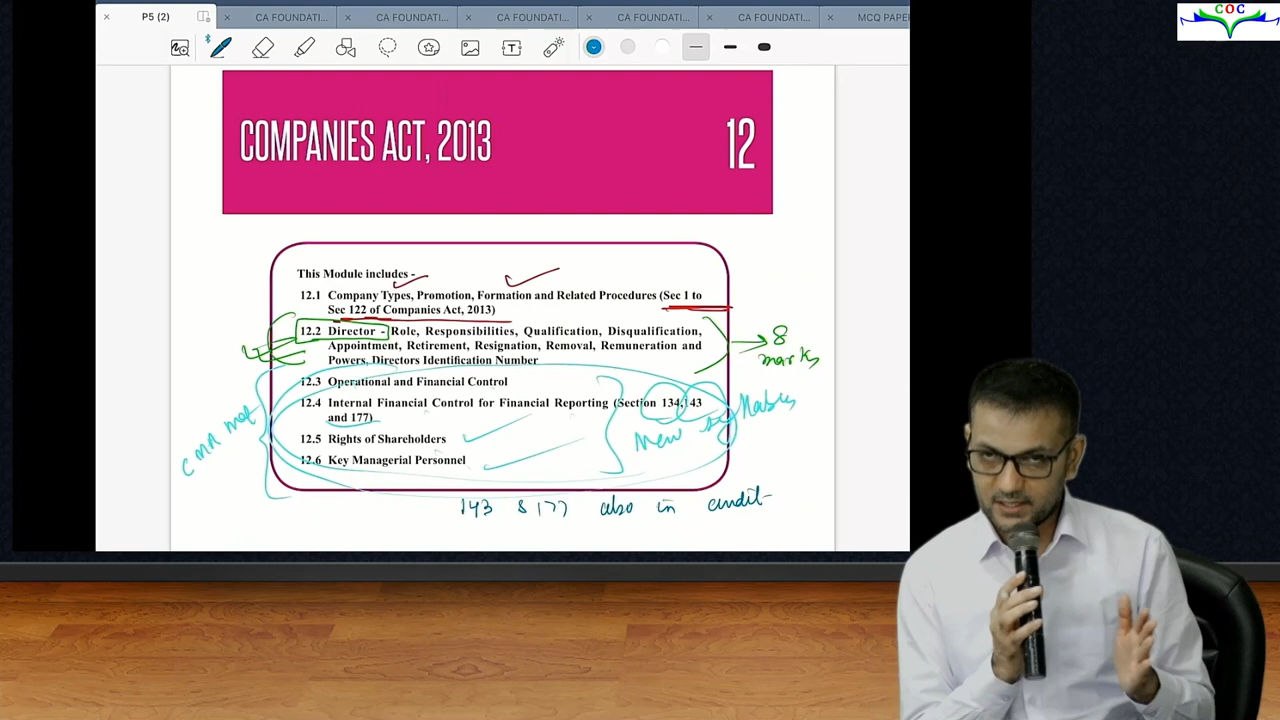 P5 (2)
CA FOUNDATI...
CA FOUNDATI...
CA FOUNDATI...
CA FOUNDATI...
CA FOUNDATI...
MCQ PAPER
COC
COMPANIES ACT, 2013
12
This Module includes -
12.1 Company Types, Promotion, Formation and Related Procedures (Sec 1 to
Sec 122 of Companies Act, 2013)
12.2 Director - Role, Responsibilities, Qualification, Disqualification,
Appointment, Retirement, Resignation, Removal, Remuneration and
Powers, Directors Identification Number
8
marks
12.3 Operational and Financial Control
12.4 Internal Financial Control for Financial Reporting (Section 134,143
and 177)
12.5 Rights of Shareholders
12.6 Key Managerial Personnel
New syllabus
143 & 177 also in audit